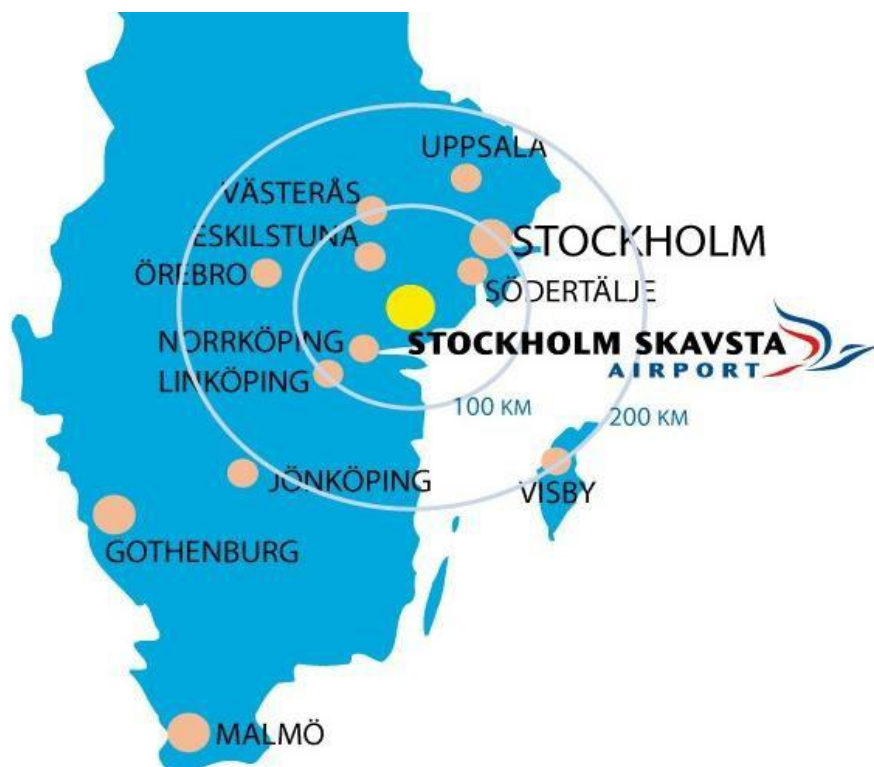 UPPSALA
VÄSTERÅS
ESKILSTUNA
STOCKHOLM
ÖREBRO
SÖDERTÄLJE
NORRKÖPING
STOCKHOLM SKAVSTA
AIRPORT
LINKÖPING
100 KM
200 KM
JÖNKÖPING
VISBY
GOTHENBURG
MALMÖ